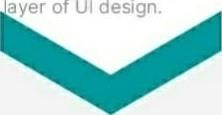 layer of UI design.